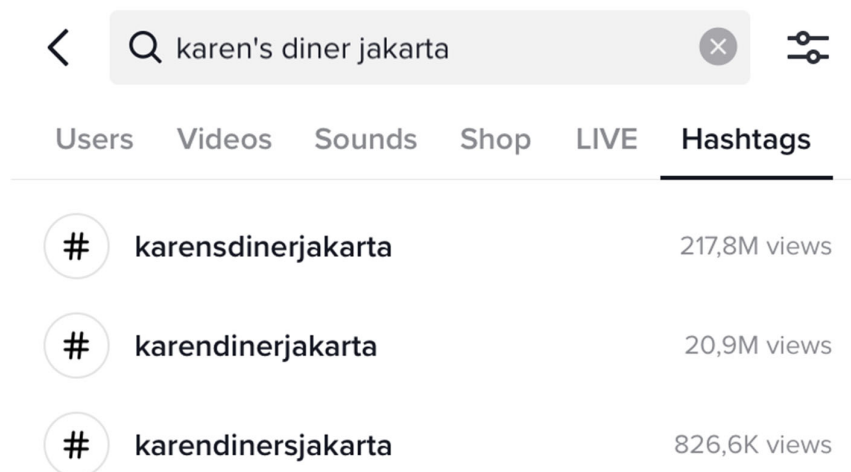 karen's diner jakarta
Users Videos Sounds Shop LIVE Hashtags
# karensdinerjakarta 217,8M views
# karendinerjakarta 20,9M views
# karendinersjakarta 826,6K views